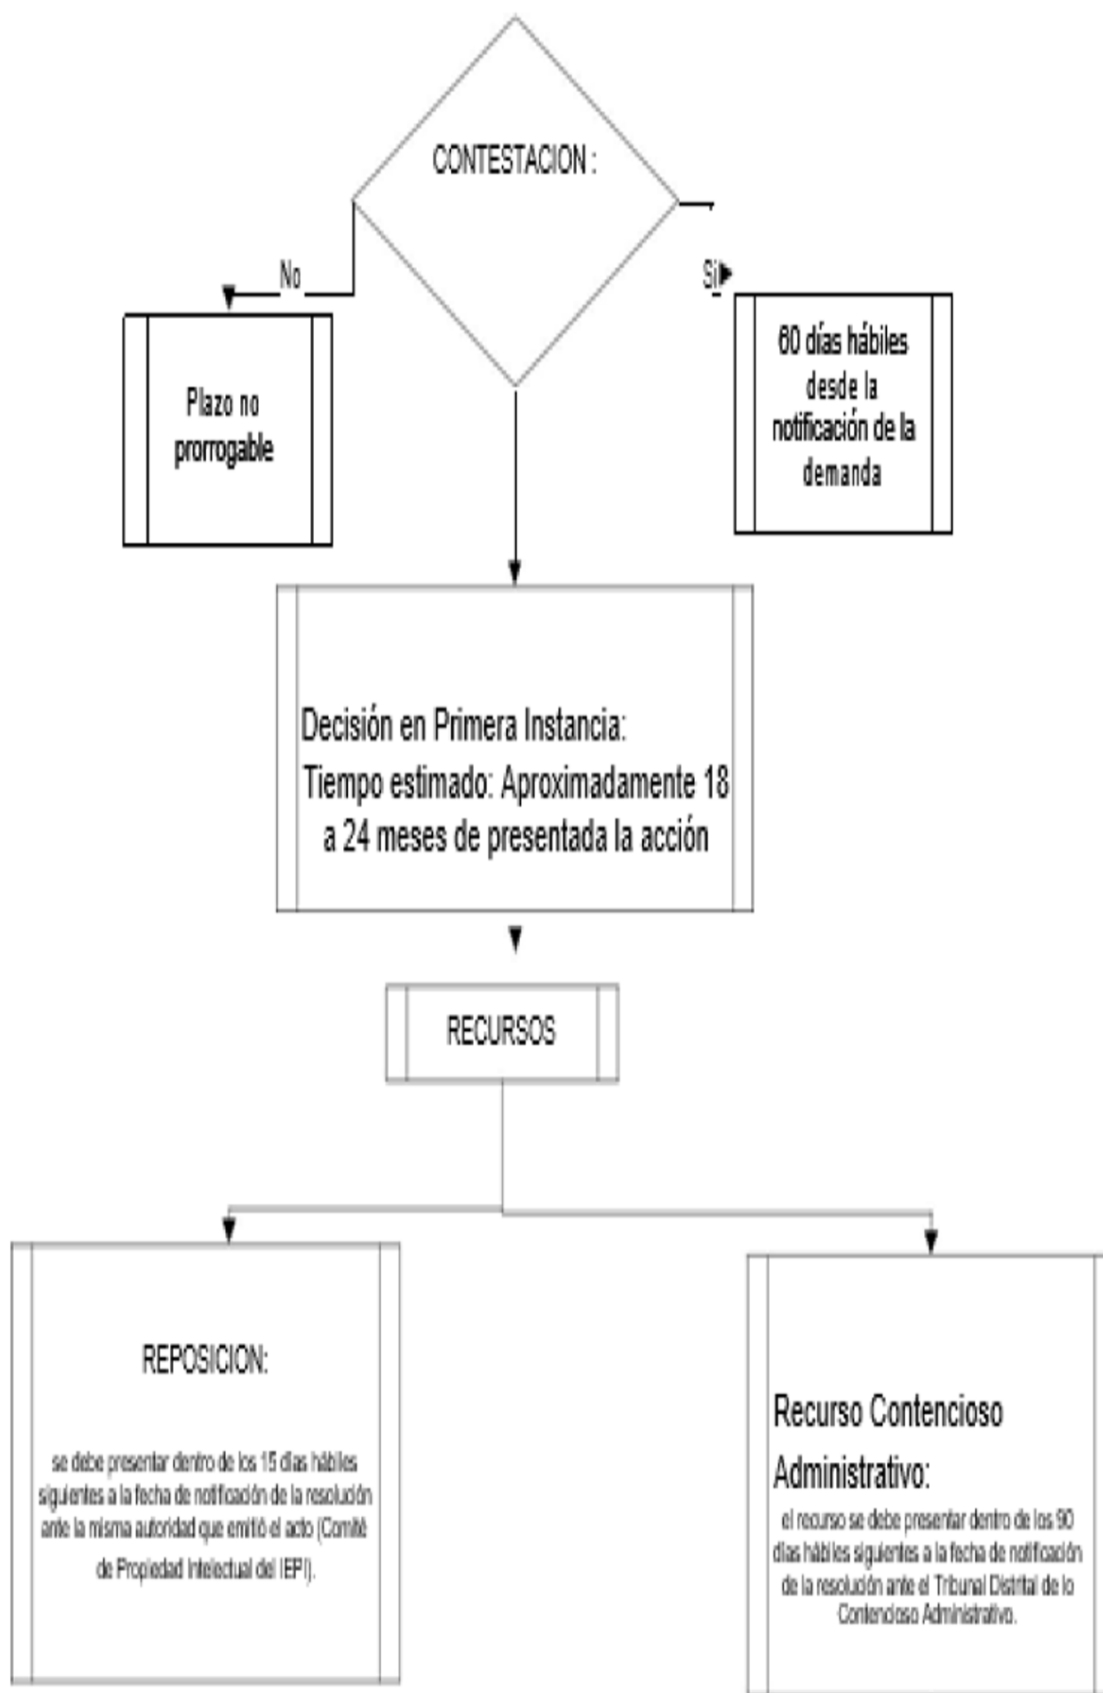 CONTESTACION :
No
Si
Plazo no
prorrogable
60 días hábiles
desde la
notificación de la
demanda
Decisión en Primera Instancia:
Tiempo estimado: Aproximadamente 18
a 24 meses de presentada la acción
RECURSOS
REPOSICION:
se debe presentar dentro de los 15 días hábiles
siguientes a la fecha de notificación de la resolución
ante la misma autoridad que emitió el acto (Comité
de Propiedad Intelectual del IEPI).
Recurso Contencioso
Administrativo:
el recurso se debe presentar dentro de los 90
días hábiles siguientes a la fecha de notificación
de la resolución ante el Tribunal Distrital de lo
Contencioso Administrativo.